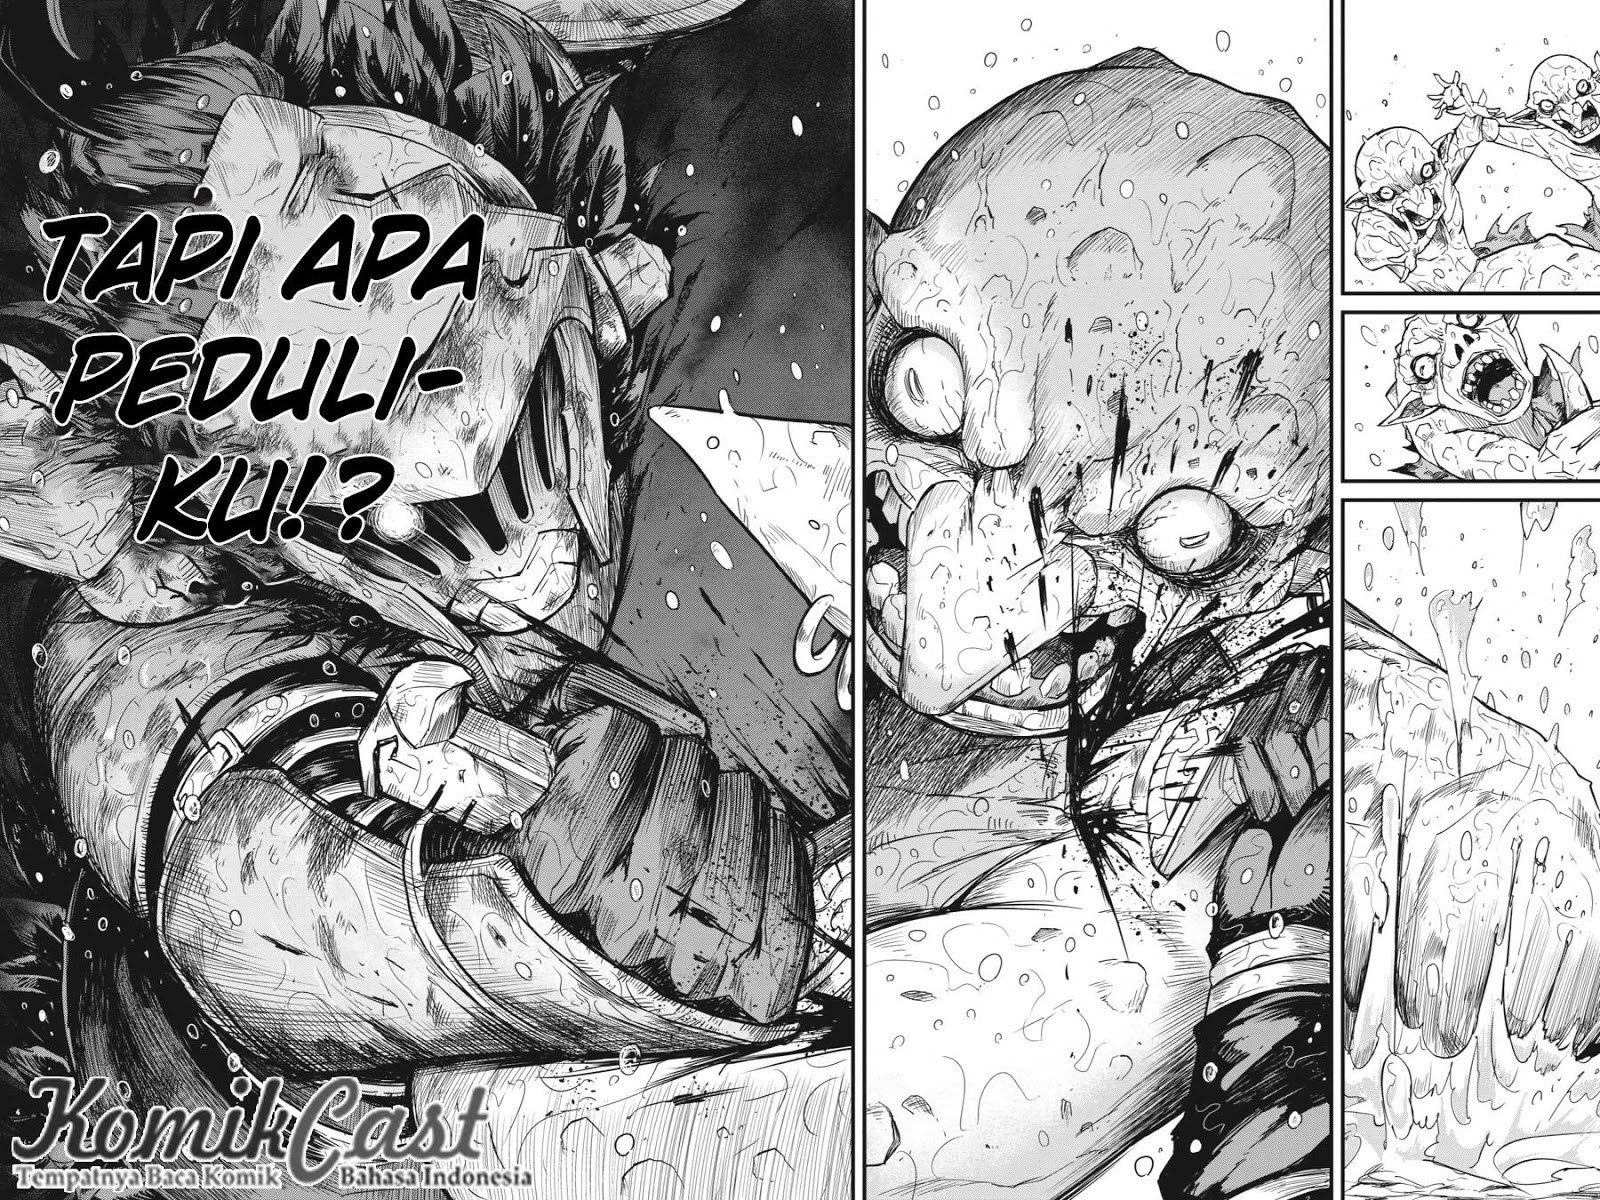 TAPI APA
PEDULI-
KU!?
KomikCast
Tempatnya Baca Komik Bahasa Indonesia